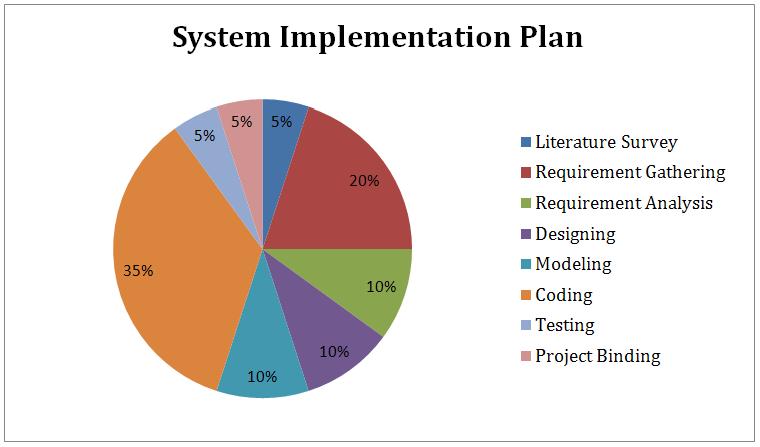 System Implementation Plan
5%
5%
5%
20%
35%
10%
10%
10%
Literature Survey
Requirement Gathering
Requirement Analysis
Designing
Modeling
Coding
Testing
Project Binding